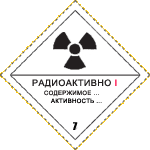 РАДИОАКТИВНО I
СОДЕРЖИМОЕ ...
АКТИВНОСТЬ ...
7